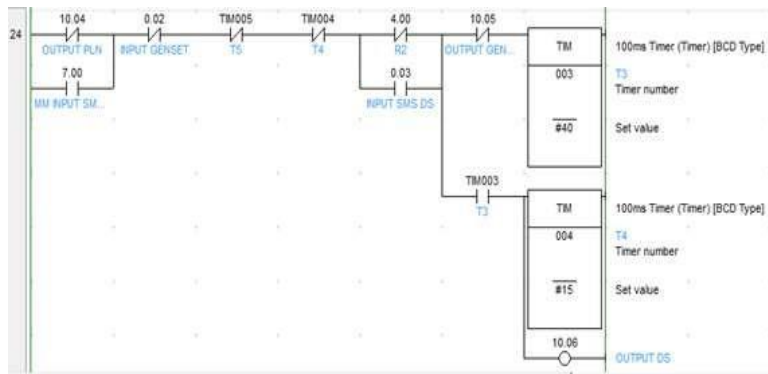 24
10.04 0.02 TIM005 TIM004 4.00 10.05
OUTPUT PLN INPUT GENSET T5 T4 R2 OUTPUT GEN...
TIM 100ms Timer (Timer) [BCD Type]
7.00 0.03
MM INPUT SM... INPUT SMS DS
003 T3
Timer number
#40 Set value
TIM003
T3
TIM 100ms Timer (Timer) [BCD Type]
004 T4
Timer number
#15 Set value
10.06
OUTPUT DS